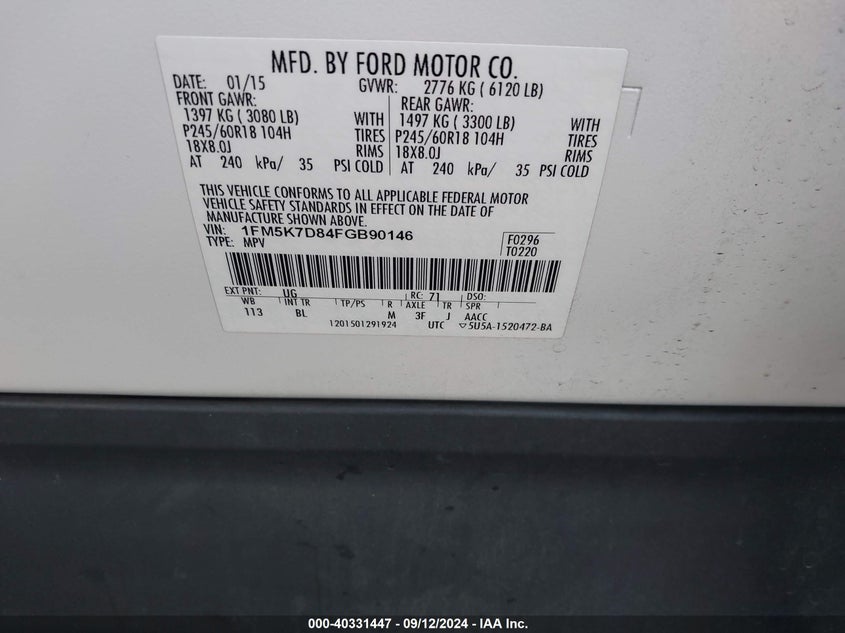 MFD. BY FORD MOTOR CO.
DATE: 01/15 GVWR: 2776 KG ( 6120 LB)
FRONT GAWR: REAR GAWR:
1397 KG ( 3080 LB) WITH 1497 KG ( 3300 LB) WITH
P245/60R18 104H TIRES P245/60R18 104H TIRES
18X8.0J RIMS 18X8.0J RIMS
AT 240 kPa/ 35 PSI COLD AT 240 kPa/ 35 PSI COLD
THIS VEHICLE CONFORMS TO ALL APPLICABLE FEDERAL MOTOR
VEHICLE SAFETY STANDARDS IN EFFECT ON THE DATE OF
MANUFACTURE SHOWN ABOVE.
VIN: 1FM5K7D84FGB90146 F0296
TYPE: MPV T0220
EXT PNT: UG RC: 71 DSO:
WB INT TR TP/PS R AXLE TR SPR
113 BL M 3F J AACC
1201501291924 UTC ▽5U5A-1520472-BA
000-40331447 - 09/12/2024 - IAA Inc.